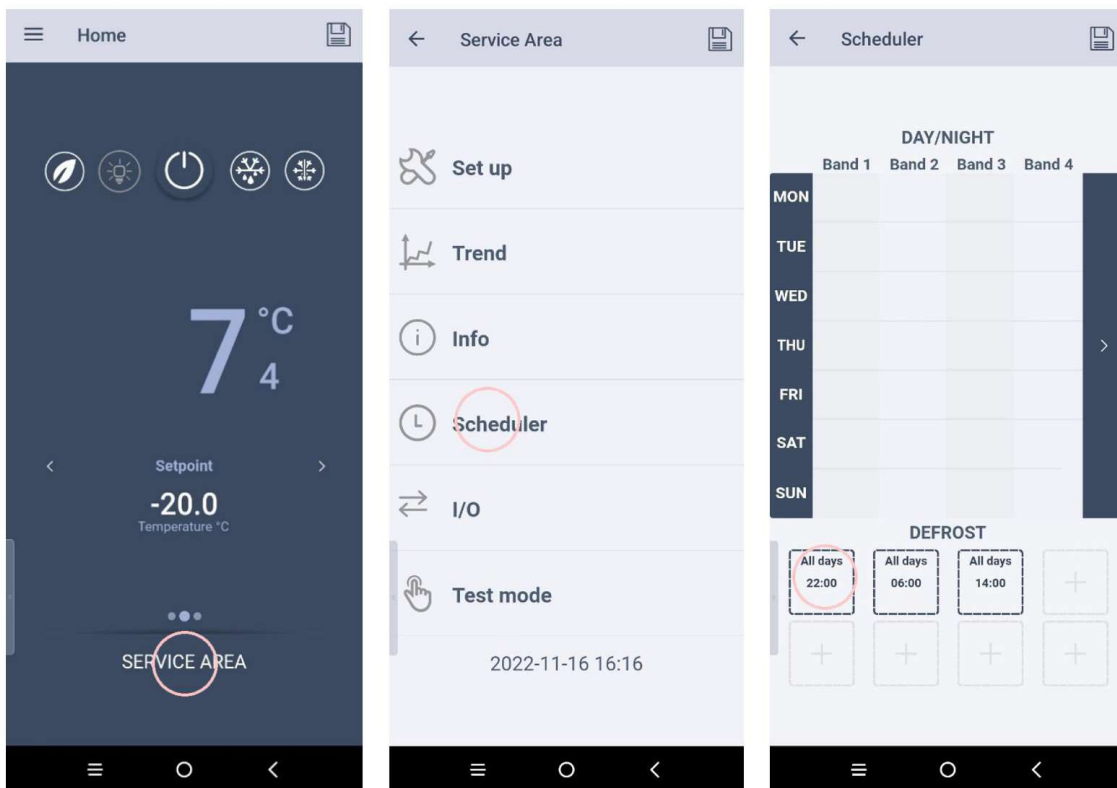 Home
7 °C
4
Setpoint
-20.0
Temperature °C
SERVICE AREA
Service Area
Set up
Trend
Info
Scheduler
I/O
Test mode
2022-11-16 16:16
Scheduler
DAY/NIGHT
Band 1 Band 2 Band 3 Band 4
MON
TUE
WED
THU
FRI
SAT
SUN
DEFROST
All days All days All days
22:00 06:00 14:00